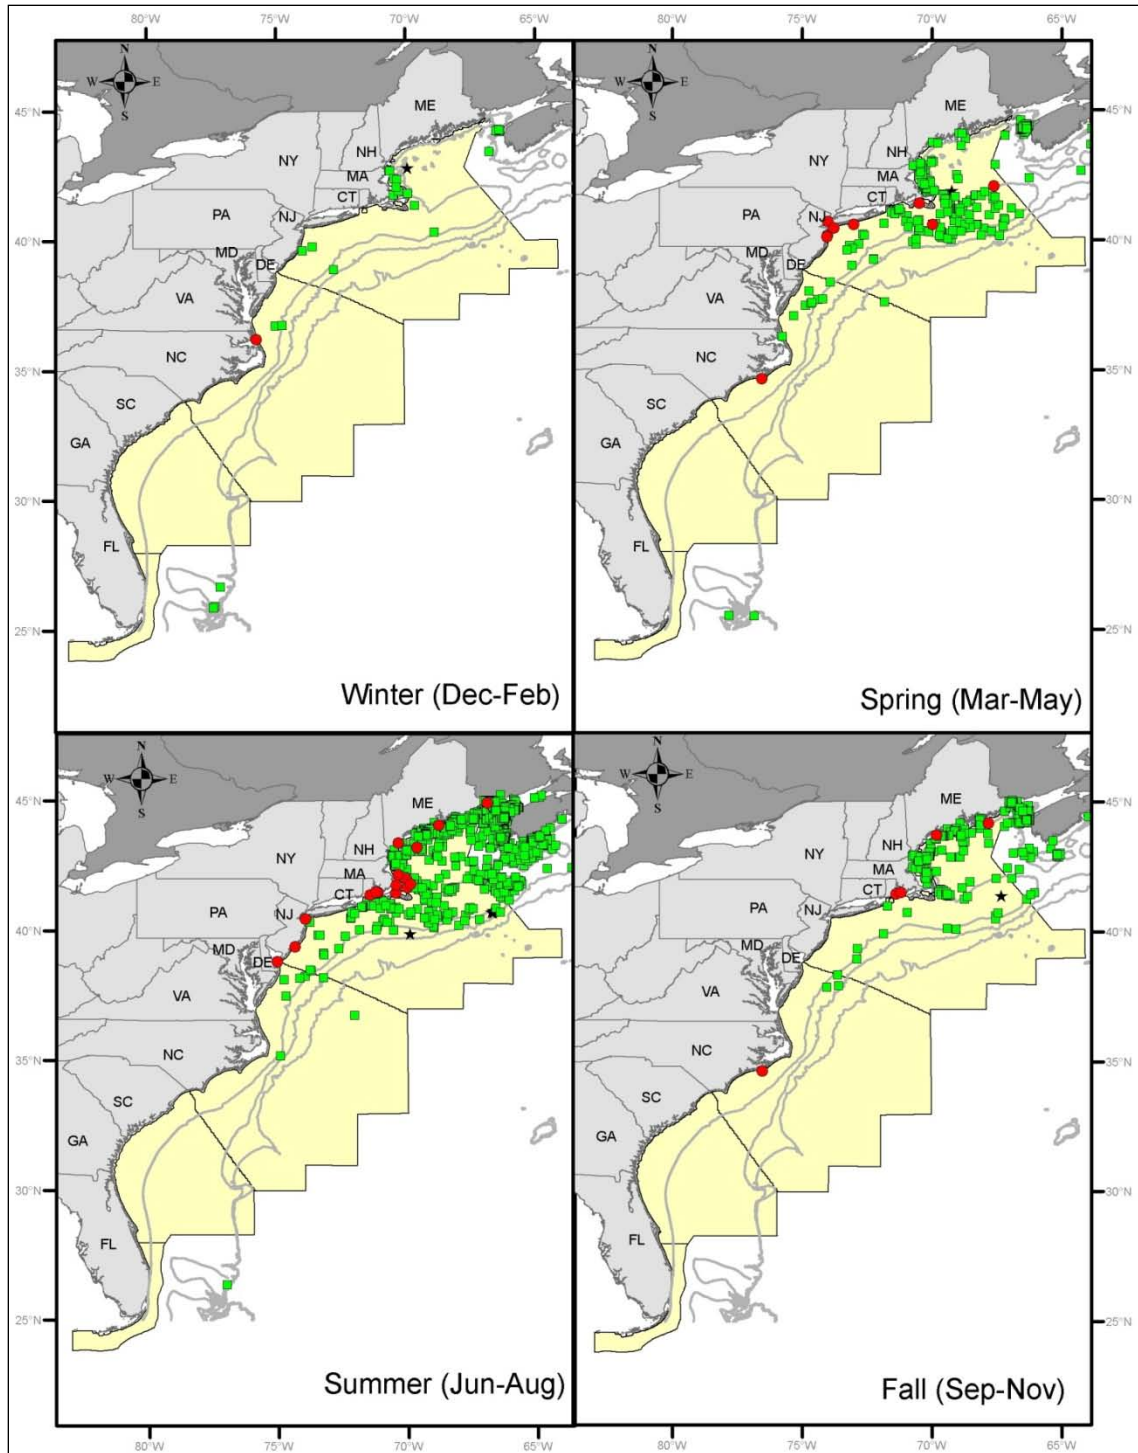 80°W 75°W 70°W 65°W 80°W 75°W 70°W 65°W
N
W E
S
45°N
40°N
35°N
30°N
25°N
ME
NH
NY
MA
CT
PA
NJ
MD
DE
VA
NC
SC
GA
FL
Winter (Dec-Feb)
N
W E
S
ME
NH
NY
MA
CT
PA
NJ
MD
DE
VA
NC
SC
GA
FL
45°N
40°N
35°N
30°N
25°N
Spring (Mar-May)
N
W E
S
45°N
40°N
35°N
30°N
25°N
ME
NH
NY
MA
CT
PA
NJ
MD
DE
VA
NC
SC
GA
FL
Summer (Jun-Aug)
N
W E
S
ME
NH
NY
MA
CT
PA
NJ
MD
DE
VA
NC
SC
GA
FL
45°N
40°N
35°N
30°N
25°N
Fall (Sep-Nov)
80°W 75°W 70°W 65°W 80°W 75°W 70°W 65°W